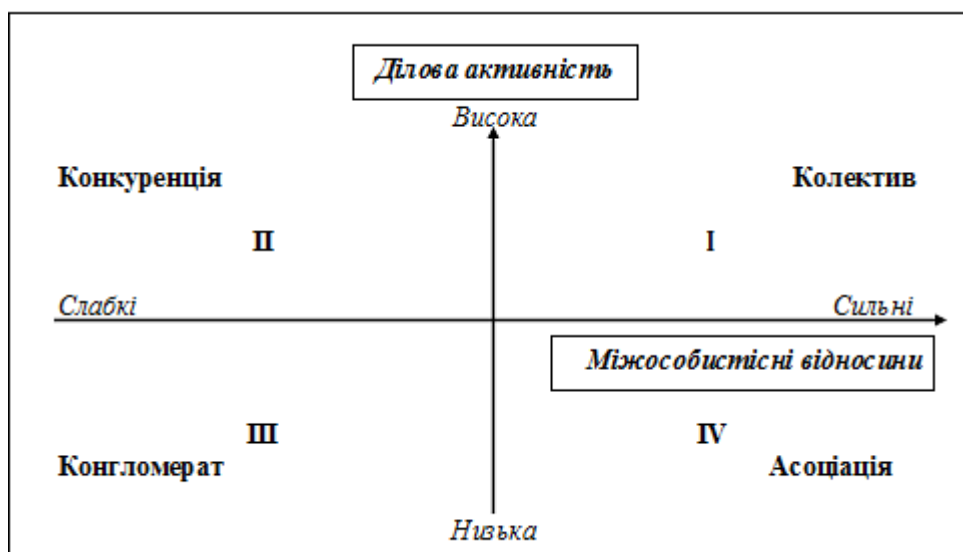 Ділова активність
Висока
Конкуренція Колектив
II I
Слабкі Сильні
Міжособистісні відносини
III IV
Конгломерат Асоціація
Низька